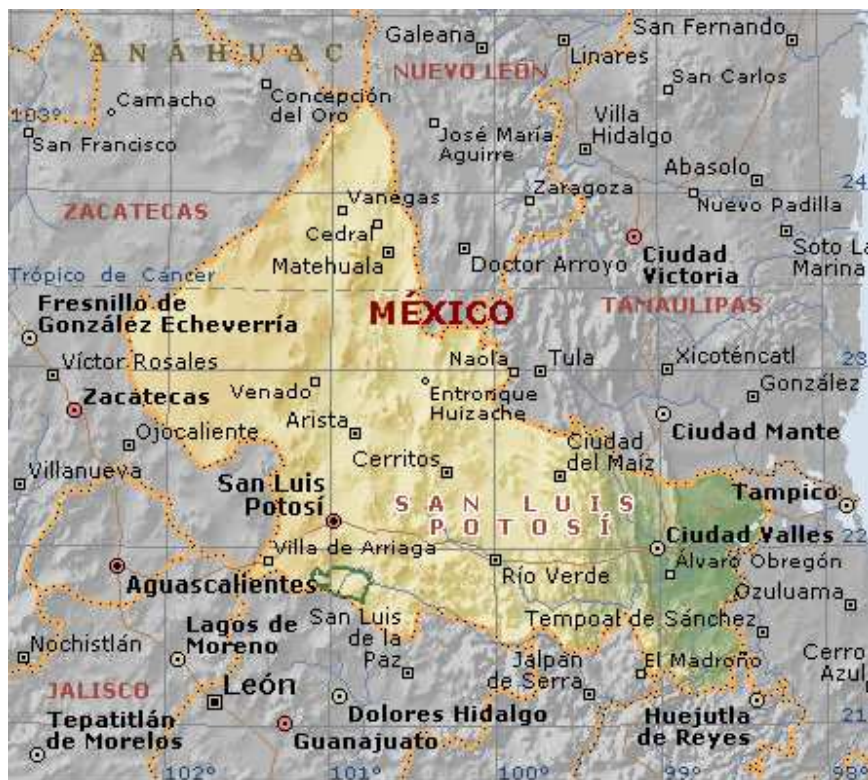 Galeana
San Fernando
ANÁHUAC
Linares
NUEVO LEÓN
San Carlos
Camacho
Concepción
del Oro
103°
Villa
Hidalgo
José María
Aguirre
San Francisco
Abasolo
24
Zaragoza
Vanegas
Nuevo Padilla
ZACATECAS
Cedral
Matehuala
Doctor Arroyo
Ciudad
Victoria
Soto La
Marina
Trópico de Cáncer
Fresnillo de
González Echeverría
MÉXICO
TAMAULIPAS
Víctor Rosales
Naola
Tula
Xicoténcatl
23
Venado
Entronque
Huizache
González
Zacatecas
Arista
Ojocaliente
Ciudad Mante
Cerritos
Ciudad
del Maíz
Villanueva
San Luis
Potosí
SAN LUIS
POTOSÍ
Tampico
Ciudad Valles
22
Villa de Arriaga
Aguascalientes
Río Verde
Álvaro Obregón
Ozuluama
San Luis
de la
Paz
Tempoal de Sánchez
Nochistlán
Lagos de
Moreno
Jalpan
de Serra
El Madroño
Cerro
Azul
JALISCO
León
Tepatitlán
de Morelos
Dolores Hidalgo
Guanajuato
Huejutla
de Reyes
21
102°
101°
100°
99°